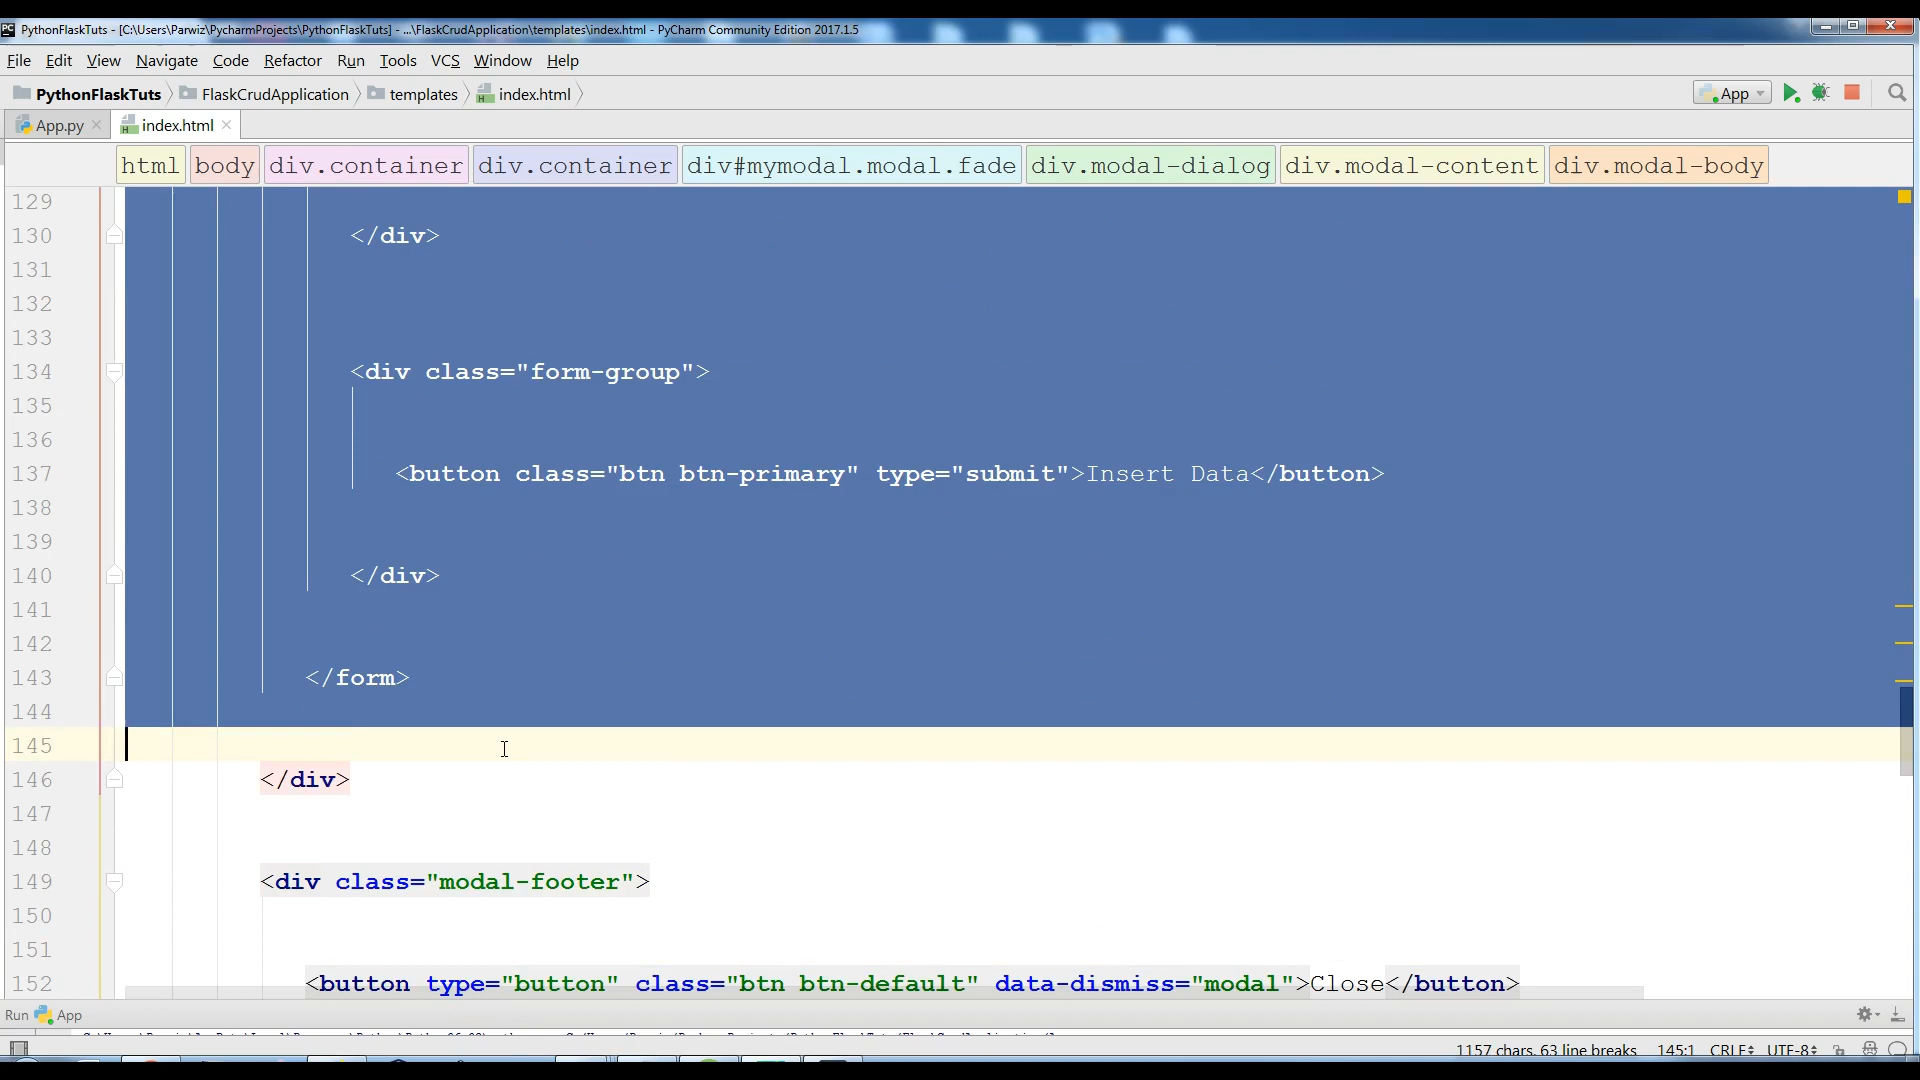 PythonFlaskTuts - [C:\Users\Parwiz\PycharmProjects\PythonFlaskTuts] - ...\FlaskCrudApplication\templates\index.html - PyCharm Community Edition 2017.1.5
File Edit View Navigate Code Refactor Run Tools VCS Window Help
PythonFlaskTuts FlaskCrudApplication templates index.html App
App.py index.html
html body div.container div.container div#mymodal.modal.fade div.modal-dialog div.modal-content div.modal-body
129
130 </div>
131
132
133
134 <div class="form-group">
135
136
137 <button class="btn btn-primary" type="submit">Insert Data</button>
138
139
140 </div>
141
142
143 </form>
144
145
146 </div>
147
148
149 <div class="modal-footer">
150
151
152 <button type="button" class="btn btn-default" data-dismiss="modal">Close</button>
Run App
1157 chars, 63 line breaks 145:1 CRLF UTF-8